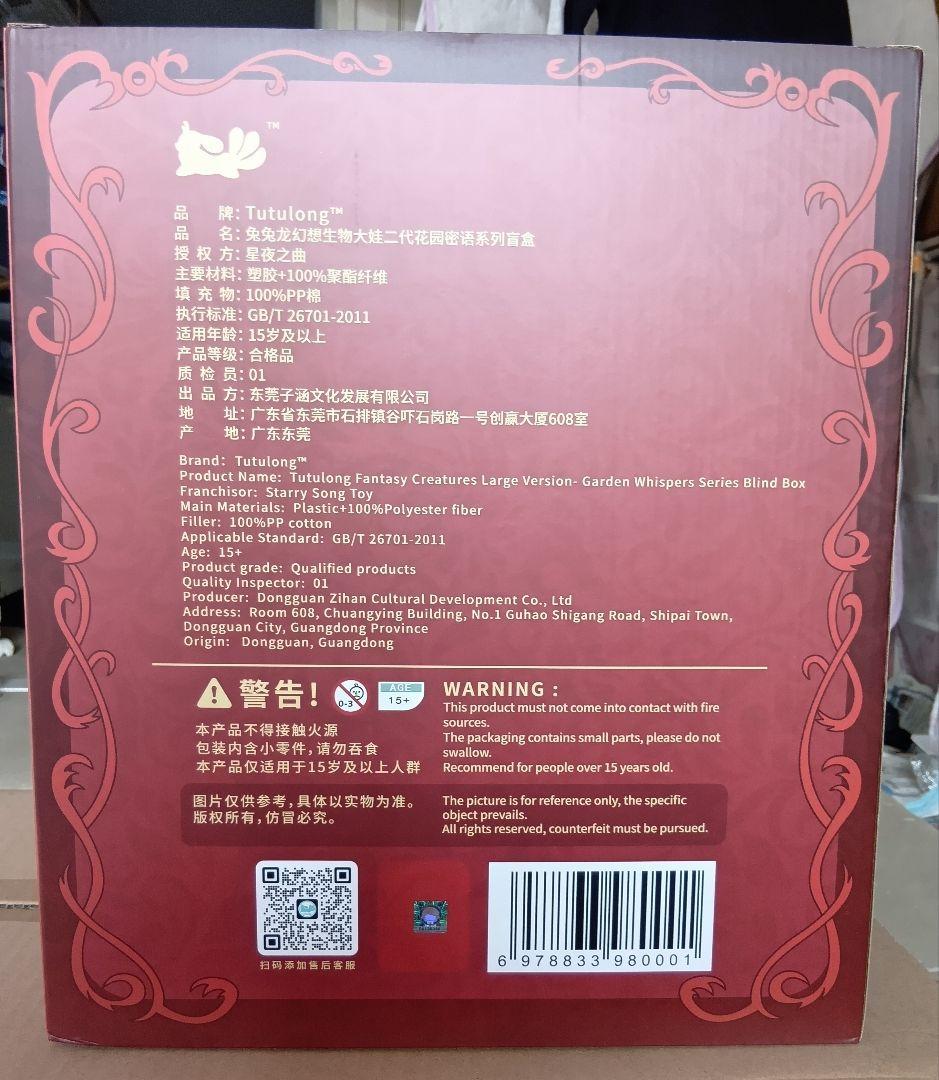 TM
品 牌：Tutulong™
品 名：兔兔龙幻想生物大娃二代花园密语系列盲盒
授 权 方：星夜之曲
主要材料：塑胶+100%聚酯纤维
填 充 物：100%PP棉
执行标准：GB/T 26701-2011
适用年龄：15岁及以上
产品等级：合格品
质 检 员：01
出 品 方：东莞子涵文化发展有限公司
地 址：广东省东莞市石排镇谷吓石岗路一号创赢大厦608室
产 地：广东东莞
Brand: Tutulong™
Product Name: Tutulong Fantasy Creatures Large Version- Garden Whispers Series Blind Box
Franchisor: Starry Song Toy
Main Materials: Plastic+100%Polyester fiber
Filler: 100%PP cotton
Applicable Standard: GB/T 26701-2011
Age: 15+
Product grade: Qualified products
Quality Inspector: 01
Producer: Dongguan Zihan Cultural Development Co., Ltd
Address: Room 608, Chuangying Building, No.1 Guhao Shigang Road, Shipai Town,
Dongguan City, Guangdong Province
Origin: Dongguan, Guangdong
警告！
0-3
AGE
15+
本产品不得接触火源
包装内含小零件，请勿吞食
本产品仅适用于15岁及以上人群
WARNING :
This product must not come into contact with fire
sources.
The packaging contains small parts, please do not
swallow.
Recommend for people over 15 years old.
图片仅供参考，具体以实物为准。
版权所有，仿冒必究。
The picture is for reference only, the specific
object prevails.
All rights reserved, counterfeit must be pursued.
扫码添加售后客服
6 978833 980001